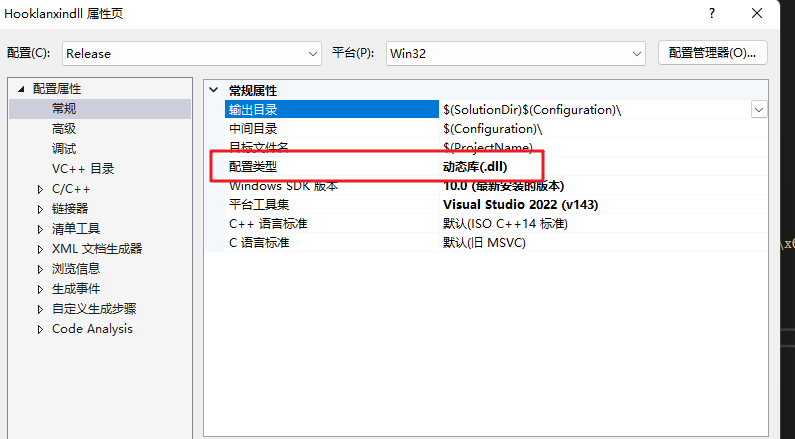 Hooklanxindll 属性页
?
配置(C): Release 平台(P): Win32 配置管理器(O)...
配置属性
常规
高级
调试
VC++ 目录
C/C++
链接器
清单工具
XML 文档生成器
浏览信息
生成事件
自定义生成步骤
Code Analysis
常规属性
输出目录 $(SolutionDir)$(Configuration)\
中间目录 $(Configuration)\
目标文件名 $(ProjectName)
配置类型 动态库(.dll)
Windows SDK 版本 10.0 (最新安装的版本)
平台工具集 Visual Studio 2022 (v143)
C++ 语言标准 默认(ISO C++14 标准)
C 语言标准 默认(旧 MSVC)